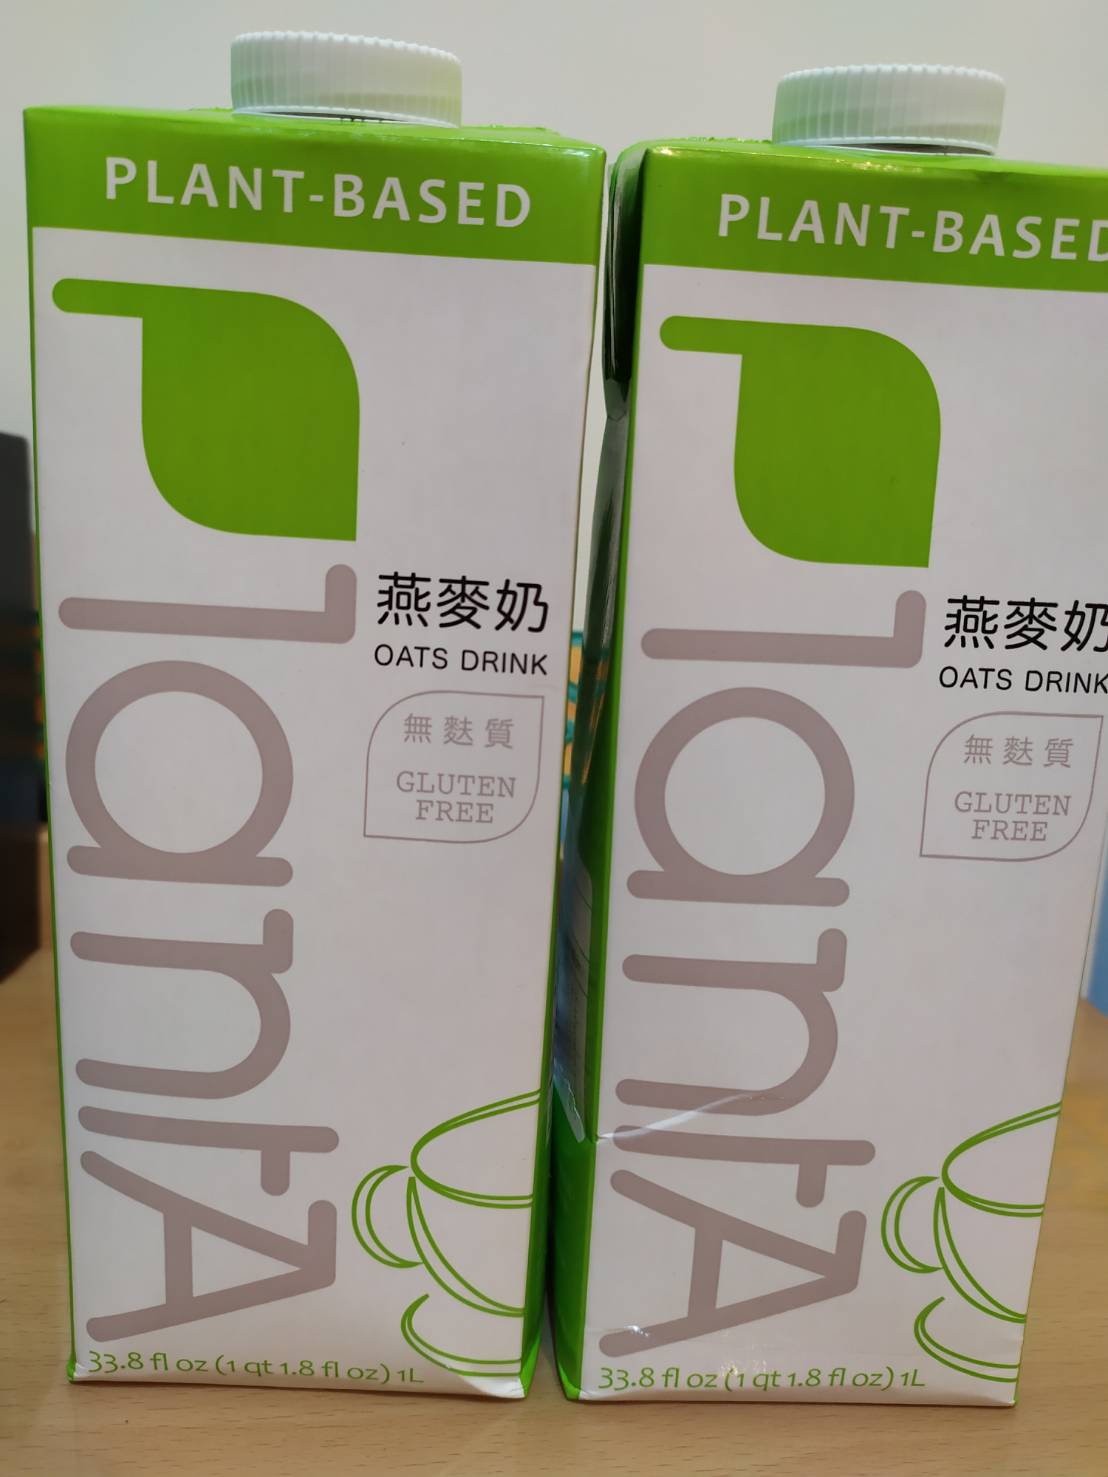 PLANT-BASED
PlantA
燕麥奶
OATS DRINK
無麩質
GLUTEN
FREE
33.8 fl oz (1 qt 1.8 fl oz) 1L
PLANT-BASED
PlantA
燕麥奶
OATS DRINK
無麩質
GLUTEN
FREE
33.8 fl oz (1 qt 1.8 fl oz) 1L